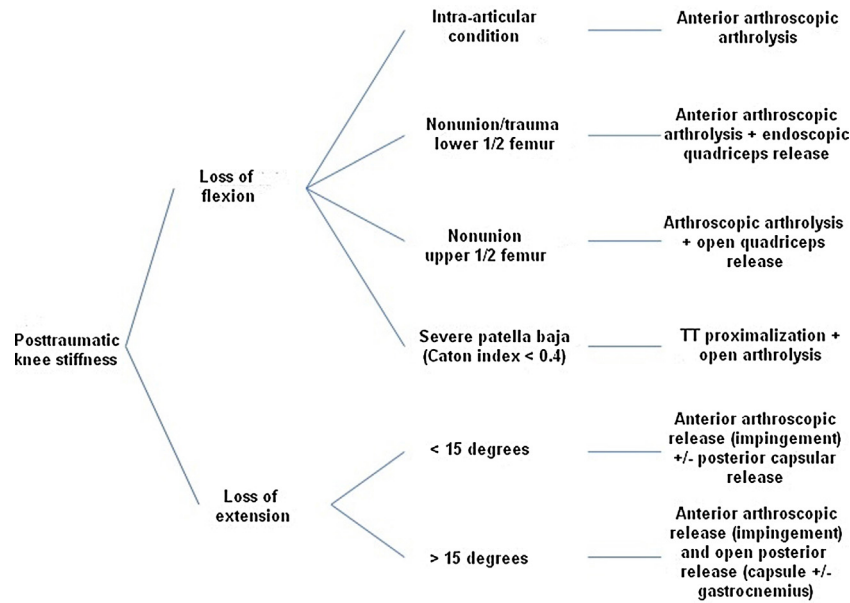 Posttraumatic
knee stiffness
Loss of
flexion
Intra-articular
condition
Anterior arthroscopic
arthrolysis
Nonunion/trauma
lower 1/2 femur
Anterior arthroscopic
arthrolysis + endoscopic
quadriceps release
Nonunion
upper 1/2 femur
Arthroscopic arthrolysis
+ open quadriceps
release
Severe patella baja
(Caton index < 0.4)
TT proximalization +
open arthrolysis
Loss of
extension
< 15 degrees
Anterior arthroscopic
release (impingement)
+/- posterior capsular
release
> 15 degrees
Anterior arthroscopic
release (impingement)
and open posterior
release (capsule +/-
gastrocnemius)